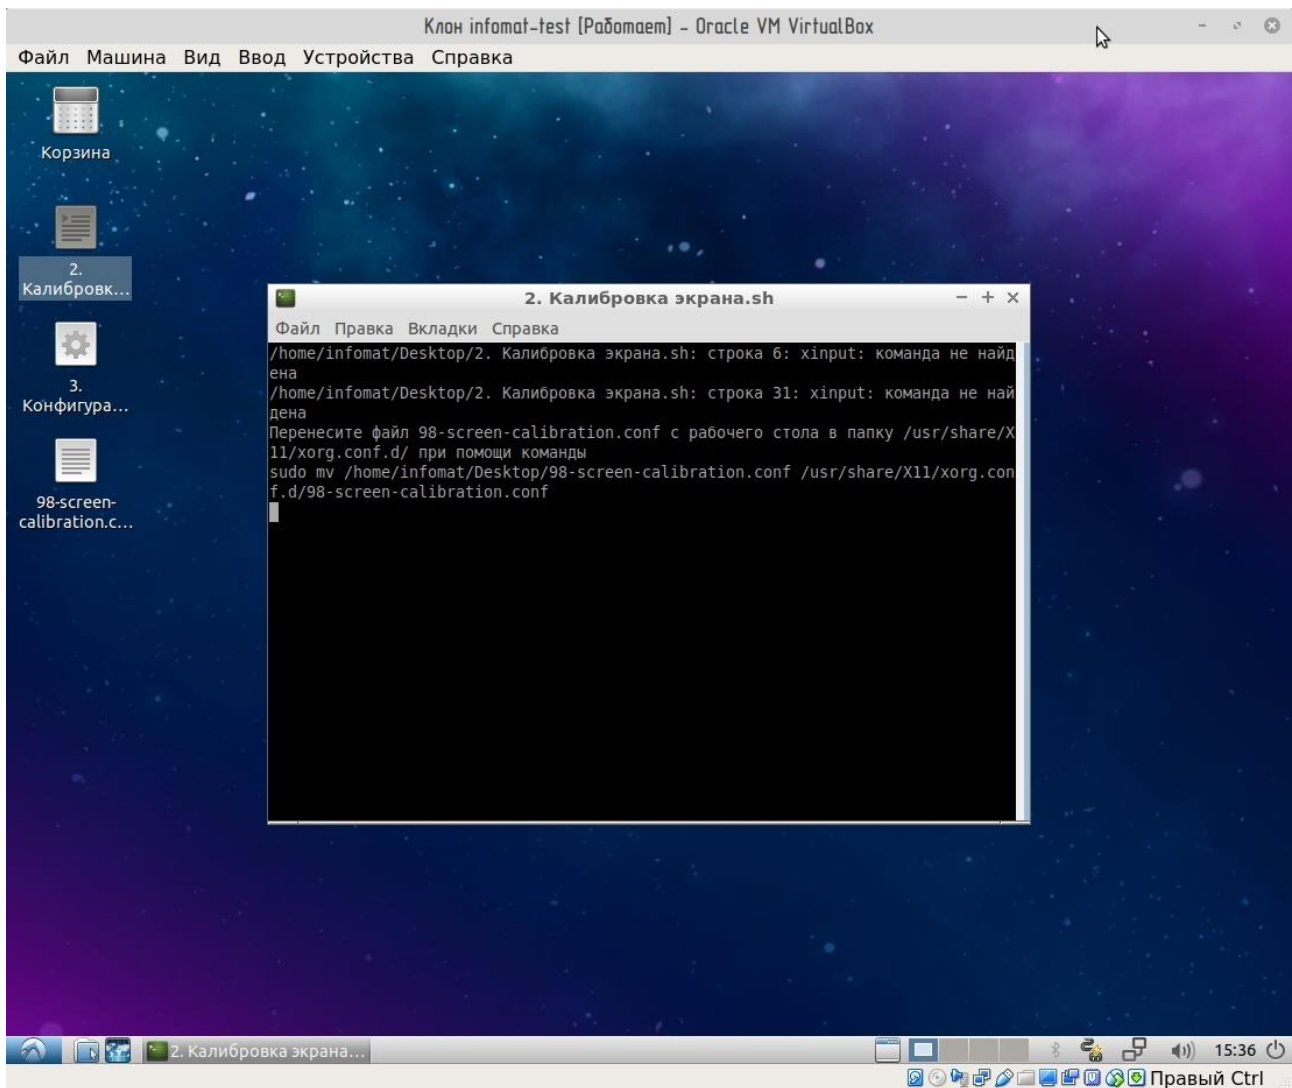 Клон infomat-test [Работает] - Oracle VM VirtualBox
Файл Машина Вид Ввод Устройства Справка
Корзина
2.
Калибровк...
3.
Конфигура...
98-screen-
calibration.c...
2. Калибровка экрана.sh
Файл Правка Вкладки Справка
/home/infomat/Desktop/2. Калибровка экрана.sh: строка 6: xinput: команда не найд
ена
/home/infomat/Desktop/2. Калибровка экрана.sh: строка 31: xinput: команда не най
дена
Перенесите файл 98-screen-calibration.conf с рабочего стола в папку /usr/share/X
11/xorg.conf.d/ при помощи команды
sudo mv /home/infomat/Desktop/98-screen-calibration.conf /usr/share/X11/xorg.con
f.d/98-screen-calibration.conf
2. Калибровка экрана...
15:36
Правый Ctrl